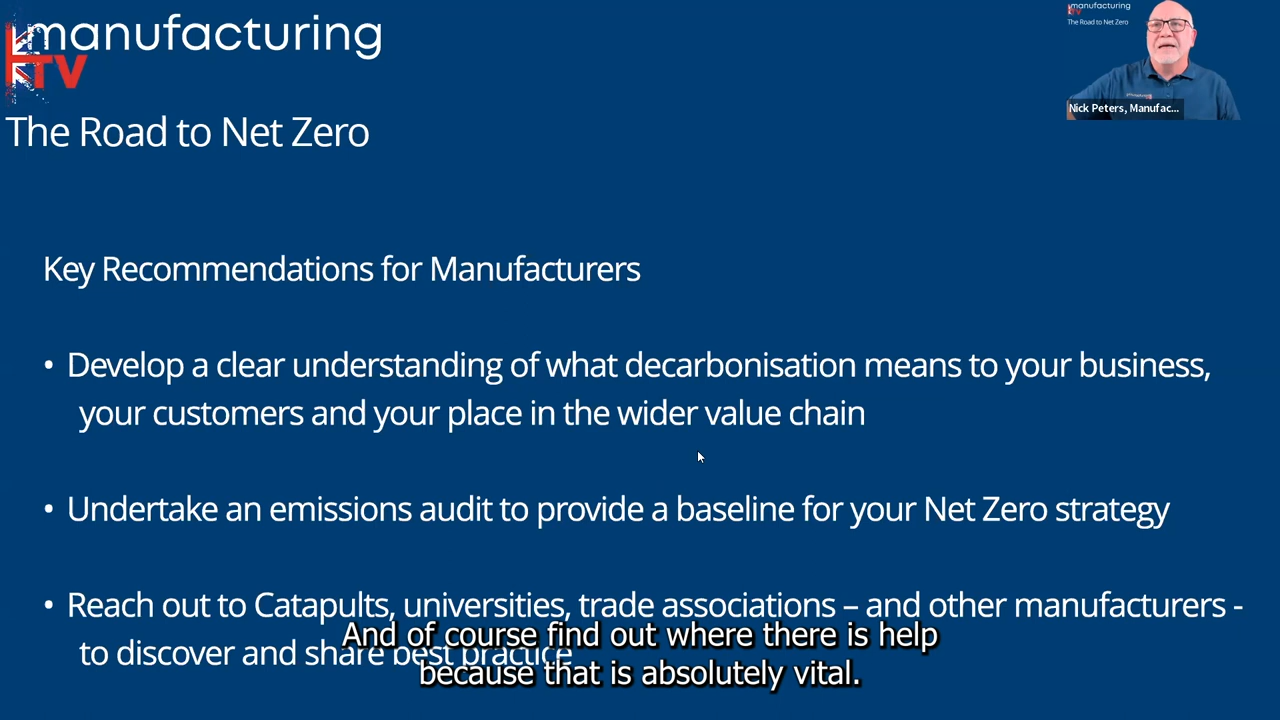 manufacturing
TV
The Road to Net Zero
manufacturing
TV
The Road to Net Zero
Nick Peters, Manufac...
Key Recommendations for Manufacturers
• Develop a clear understanding of what decarbonisation means to your business,
your customers and your place in the wider value chain
• Undertake an emissions audit to provide a baseline for your Net Zero strategy
• Reach out to Catapults, universities, trade associations – and other manufacturers -
to discover and share best practice
And of course find out where there is help
because that is absolutely vital.